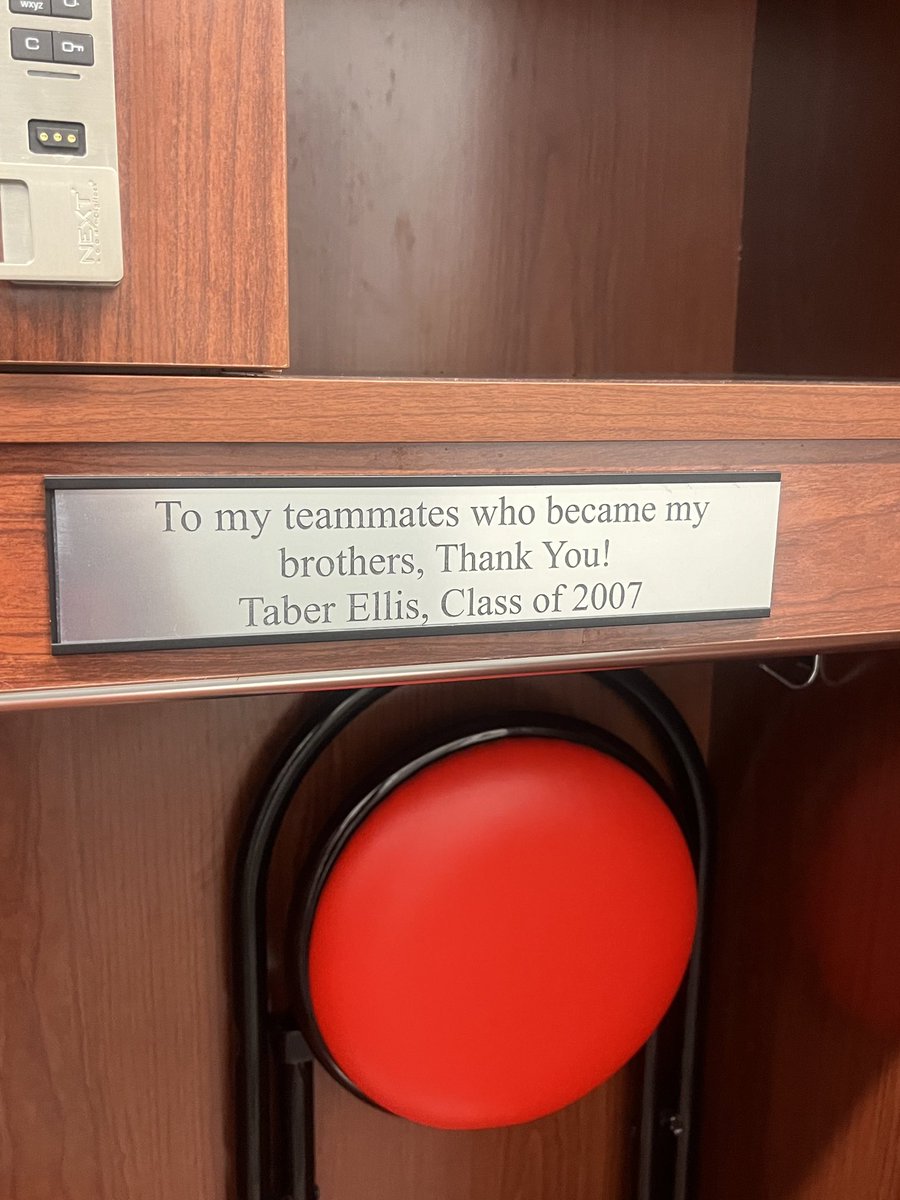 wxyz
C
NEXT
To my teammates who became my
brothers, Thank You!
Taber Ellis, Class of 2007